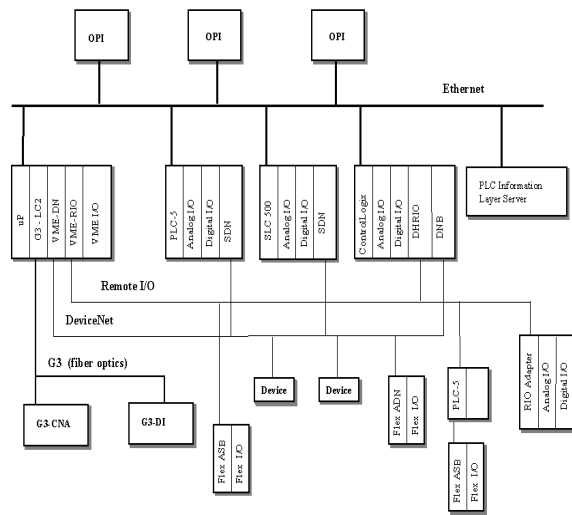 OPI
OPI
OPI
Ethernet
uP
G3 - LC2
VME-DN
VME-RIO
VME I/O
PLC-5
Analog I/O
Digital I/O
SDN
SLC 500
Analog I/O
Digital I/O
SDN
ControlLogix
Analog I/O
Digital I/O
DHRIO
DNB
PLC Information
Layer Server
Remote I/O
DeviceNet
G3 (fiber optics)
G3-CNA
G3-DI
Flex ASB
Flex I/O
Device
Device
Flex ADN
Flex I/O
PLC-5
Flex ASB
Flex I/O
RIO Adapter
Analog I/O
Digital I/O